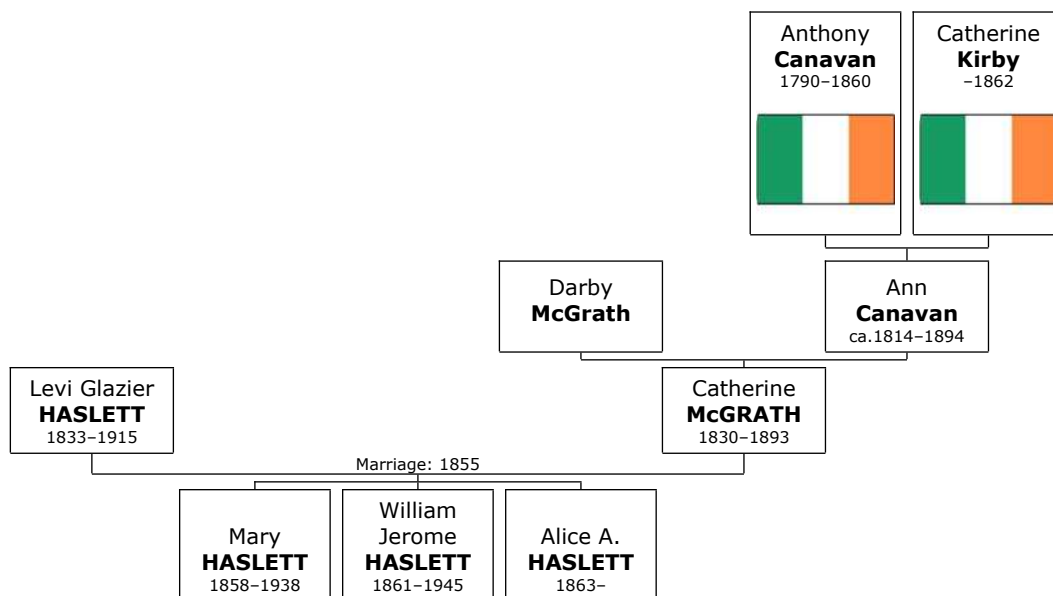 Anthony
Canavan
1790–1860
Catherine
Kirby
–1862
Darby
McGrath
Ann
Canavan
ca.1814–1894
Levi Glazier
HASLETT
1833–1915
Catherine
McGRATH
1830–1893
Marriage: 1855
Mary
HASLETT
1858–1938
William
Jerome
HASLETT
1861–1945
Alice A.
HASLETT
1863–